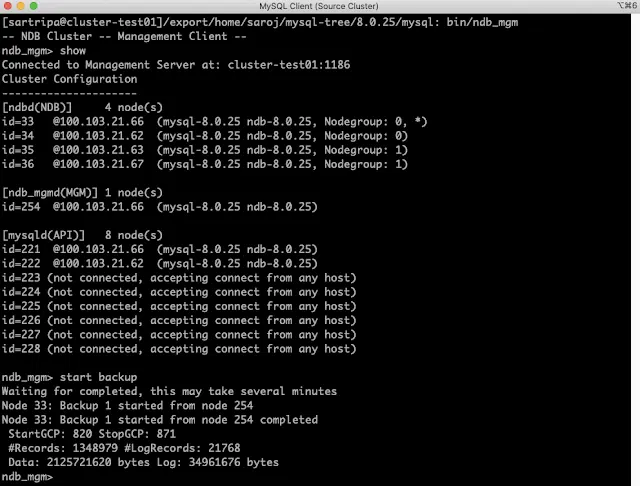 MySQL Client (Source Cluster)
⌥⌘6
[sartripa@cluster-test01]/export/home/saroj/mysql-tree/8.0.25/mysql: bin/ndb_mgm
-- NDB Cluster -- Management Client --
ndb_mgm> show
Connected to Management Server at: cluster-test01:1186
Cluster Configuration
---------------------
[ndbd(NDB)]     4 node(s)
id=33   @100.103.21.66  (mysql-8.0.25 ndb-8.0.25, Nodegroup: 0, *)
id=34   @100.103.21.62  (mysql-8.0.25 ndb-8.0.25, Nodegroup: 0)
id=35   @100.103.21.63  (mysql-8.0.25 ndb-8.0.25, Nodegroup: 1)
id=36   @100.103.21.67  (mysql-8.0.25 ndb-8.0.25, Nodegroup: 1)
[ndb_mgmd(MGM)] 1 node(s)
id=254  @100.103.21.66  (mysql-8.0.25 ndb-8.0.25)
[mysqld(API)]   8 node(s)
id=221  @100.103.21.66  (mysql-8.0.25 ndb-8.0.25)
id=222  @100.103.21.62  (mysql-8.0.25 ndb-8.0.25)
id=223 (not connected, accepting connect from any host)
id=224 (not connected, accepting connect from any host)
id=225 (not connected, accepting connect from any host)
id=226 (not connected, accepting connect from any host)
id=227 (not connected, accepting connect from any host)
id=228 (not connected, accepting connect from any host)
ndb_mgm> start backup
Waiting for completed, this may take several minutes
Node 33: Backup 1 started from node 254
Node 33: Backup 1 started from node 254 completed
 StartGCP: 820 StopGCP: 871
 #Records: 1348979 #LogRecords: 21768
 Data: 2125721620 bytes Log: 34961676 bytes
ndb_mgm>